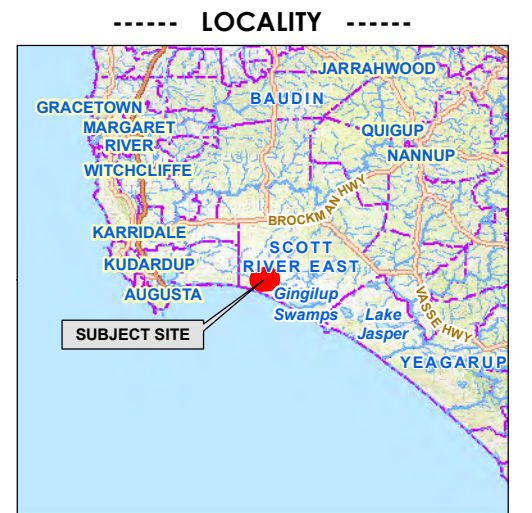 ------ LOCALITY ------
JARRAHWOOD
BAUDIN
GRACETOWN
MARGARET
RIVER
QUIGUP
NANNUP
WITCHCLIFFE
BROCKMAN HWY
KARRIDALE
SCOTT
RIVER EAST
KUDARDUP
AUGUSTA
Gingilup
Swamps
Lake
Jasper
VASSE HWY
SUBJECT SITE
YEAGARUP